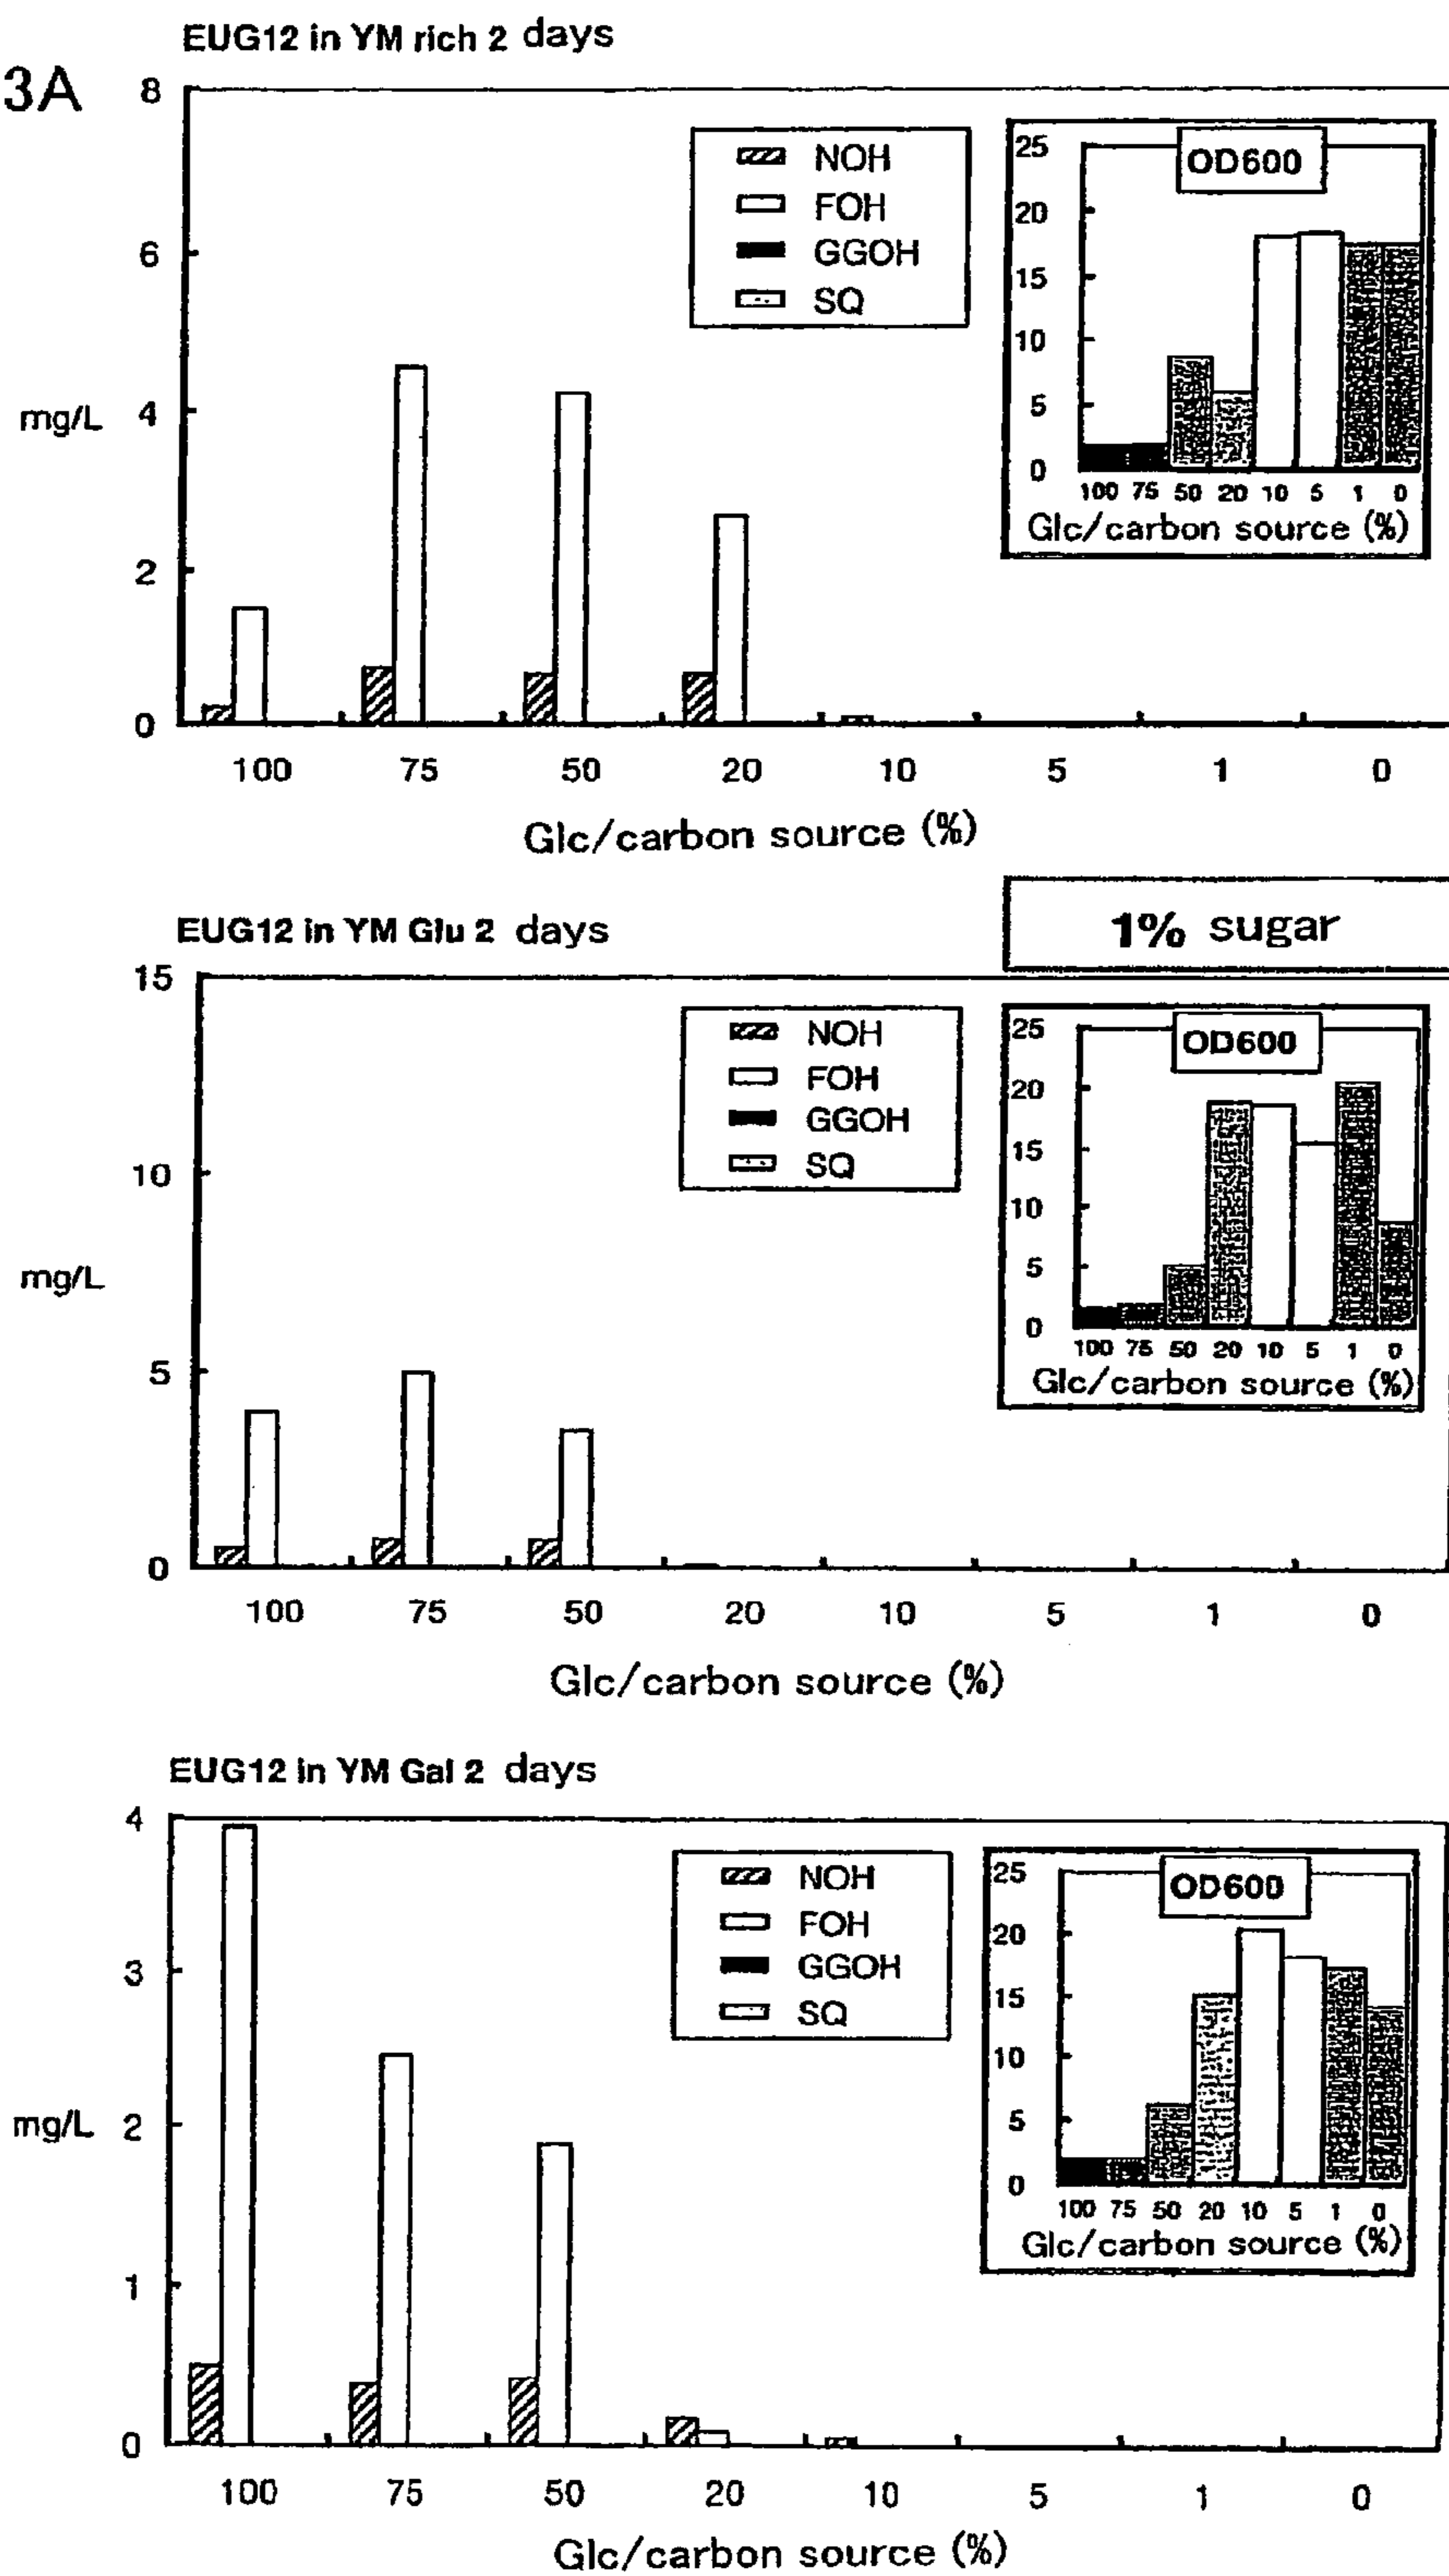 EUG12 in YM rich 2 days
3A
8
6
mg/L 4
2
0
NOH
FOH
GGOH
SQ
OD600
25
20
15
10
5
0
100 75 50 20 10 5 1 0
Glc/carbon source (%)
100 75 50 20 10 5 1 0
Glc/carbon source (%)
1% sugar
EUG12 in YM Glu 2 days
15
10
mg/L
5
0
NOH
FOH
GGOH
SQ
OD600
25
20
15
10
5
0
100 75 50 20 10 5 1 0
Glc/carbon source (%)
100 75 50 20 10 5 1 0
Glc/carbon source (%)
EUG12 in YM Gal 2 days
4
3
mg/L 2
1
0
NOH
FOH
GGOH
SQ
OD600
25
20
15
10
5
0
100 75 50 20 10 5 1 0
Glc/carbon source (%)
100 75 50 20 10 5 1 0
Glc/carbon source (%)